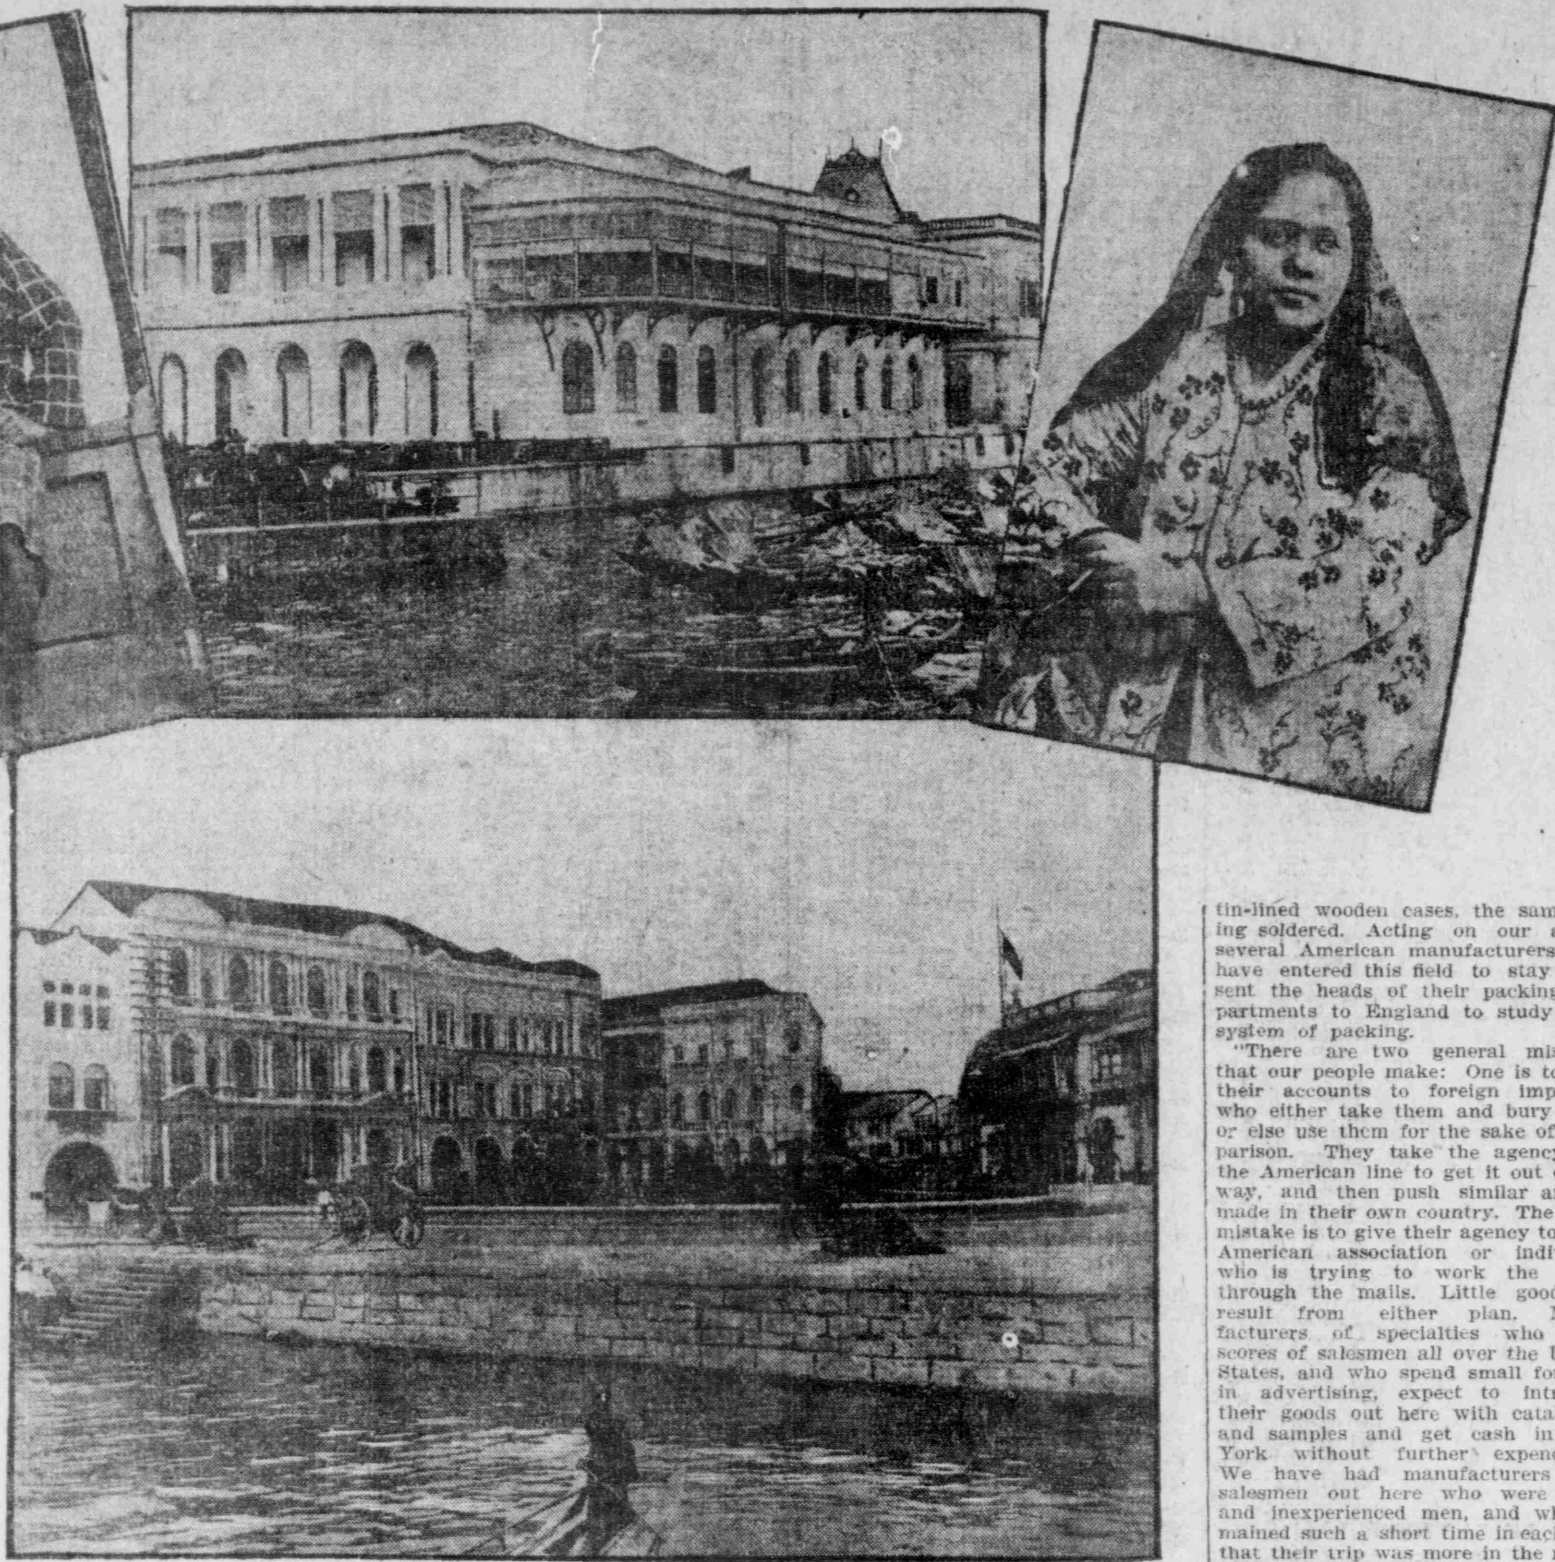 tin-lined wooden cases, the sam
ing soldered. Acting on our a
several American manufacturers
have entered this field to stay
sent the heads of their packing
partments to England to study
system of packing.
"There are two general mis
that our people make: One is to
their accounts to foreign imp
who either take them and bury
or else use them for the sake of
parison. They take the agency
the American line to get it out
way, and then push similar a
made in their own country. The
mistake is to give their agency to
American association or indi
who is trying to work the
through the mails. Little good
result from either plan.
facturers of specialties who
scores of salesmen all over the
States, and who spend small fo
in advertising, expect to int
their goods out here with cata
and samples and get cash in
York without further expen
We have had manufacturers
salesmen out here who were
and inexperienced men, and w
mained such a short time in each
that their trip was more in the